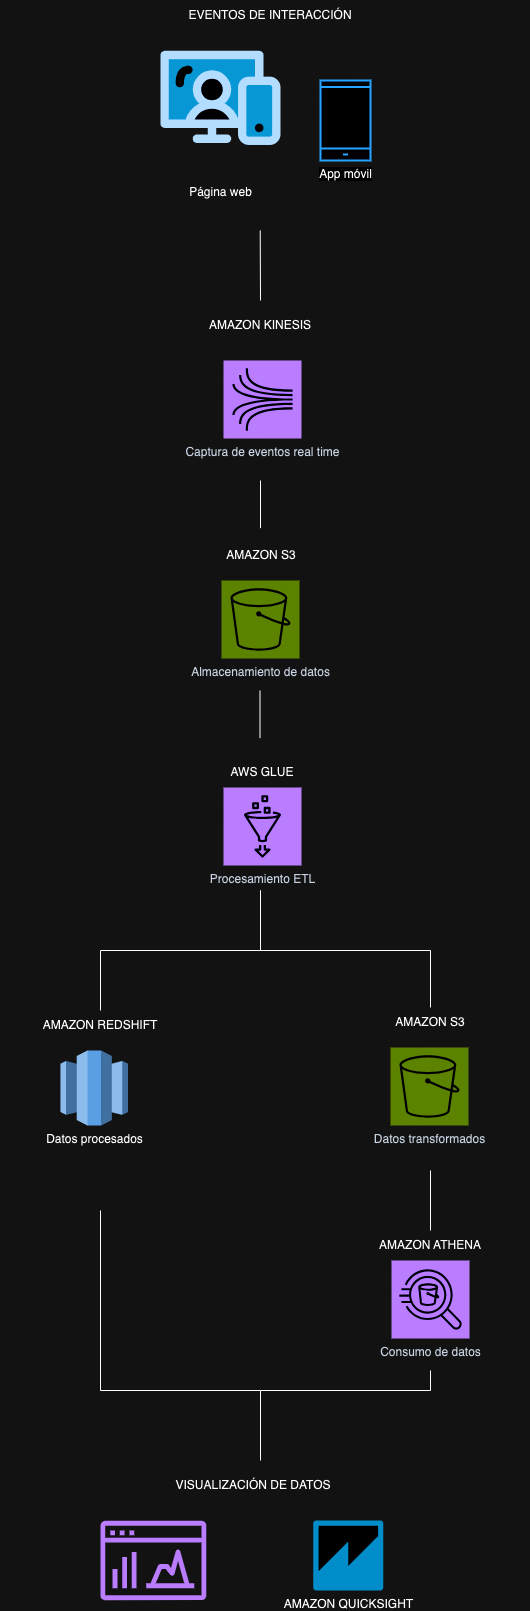 EVENTOS DE INTERACCIÓN
Página web
App móvil
AMAZON KINESIS
Captura de eventos real time
AMAZON S3
Almacenamiento de datos
AWS GLUE
Procesamiento ETL
AMAZON REDSHIFT
Datos procesados
AMAZON S3
Datos transformados
AMAZON ATHENA
Consumo de datos
VISUALIZACIÓN DE DATOS
AMAZON QUICKSIGHT